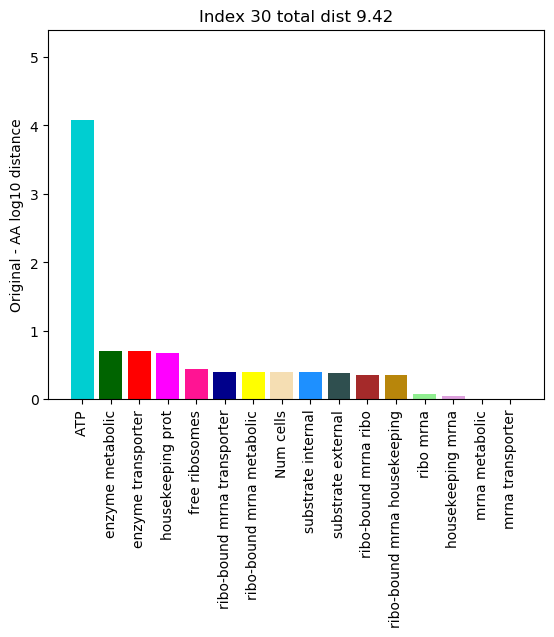 Index 30 total dist 9.42
Original - AA log10 distance
5
4
3
2
1
0
ATP
enzyme metabolic
enzyme transporter
housekeeping prot
free ribosomes
ribo-bound mrna transporter
ribo-bound mrna metabolic
Num cells
substrate internal
substrate external
ribo-bound mrna ribo
ribo-bound mrna housekeeping
ribo mrna
housekeeping mrna
mrna metabolic
mrna transporter